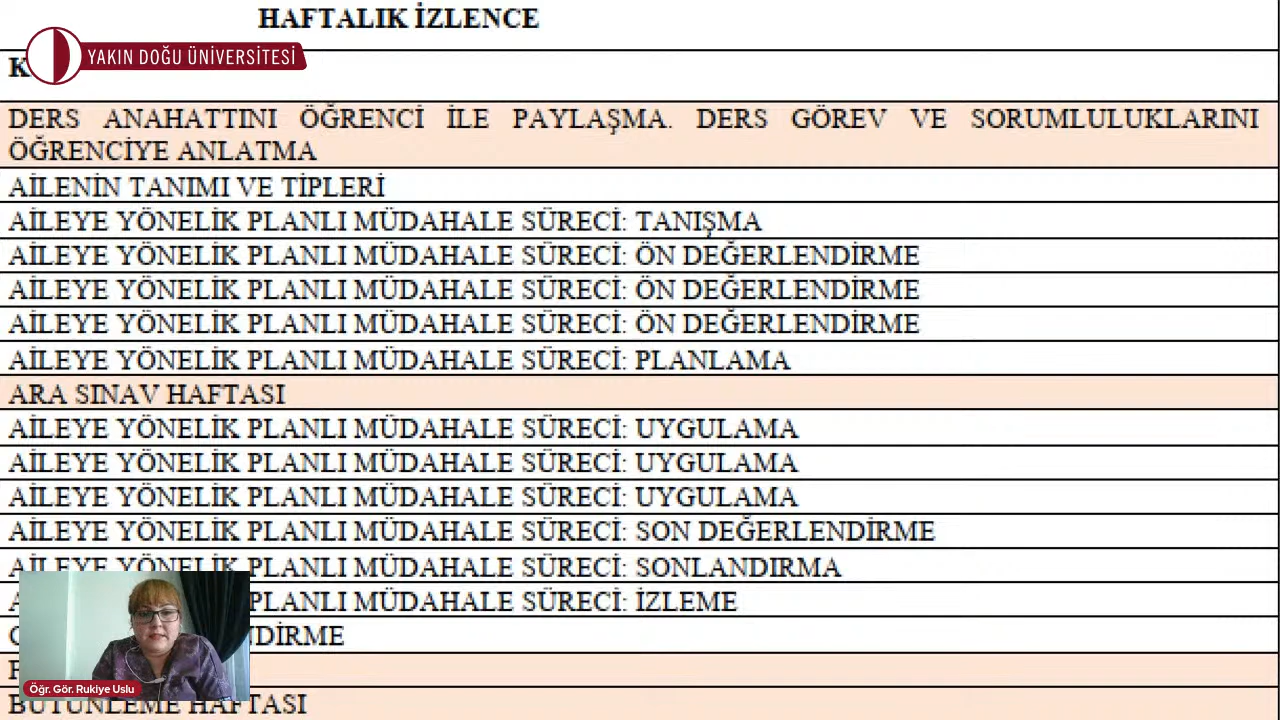 HAFTALIK İZLENCE
YAKIN DOĞU ÜNİVERSİTESİ
DERS ANAHATTINI ÖĞRENCİ İLE PAYLAŞMA. DERS GÖREV VE SORUMLULUKLARINI
ÖĞRENCİYE ANLATMA
AİLENİN TANIMI VE TİPLERİ
AİLEYE YÖNELİK PLANLI MÜDAHALE SÜRECİ: TANIŞMA
AİLEYE YÖNELİK PLANLI MÜDAHALE SÜRECİ: ÖN DEĞERLENDİRME
AİLEYE YÖNELİK PLANLI MÜDAHALE SÜRECİ: ÖN DEĞERLENDİRME
AİLEYE YÖNELİK PLANLI MÜDAHALE SÜRECİ: ÖN DEĞERLENDİRME
AİLEYE YÖNELİK PLANLI MÜDAHALE SÜRECİ: PLANLAMA
ARA SINAV HAFTASI
AİLEYE YÖNELİK PLANLI MÜDAHALE SÜRECİ: UYGULAMA
AİLEYE YÖNELİK PLANLI MÜDAHALE SÜRECİ: UYGULAMA
AİLEYE YÖNELİK PLANLI MÜDAHALE SÜRECİ: UYGULAMA
AİLEYE YÖNELİK PLANLI MÜDAHALE SÜRECİ: SON DEĞERLENDİRME
AİLEYE YÖNELİK PLANLI MÜDAHALE SÜRECİ: SONLANDIRMA
PLANLI MÜDAHALE SÜRECİ: İZLEME
Öğr. Gör. Rukiye Uslu
BÜTÜNLEME HAFTASI